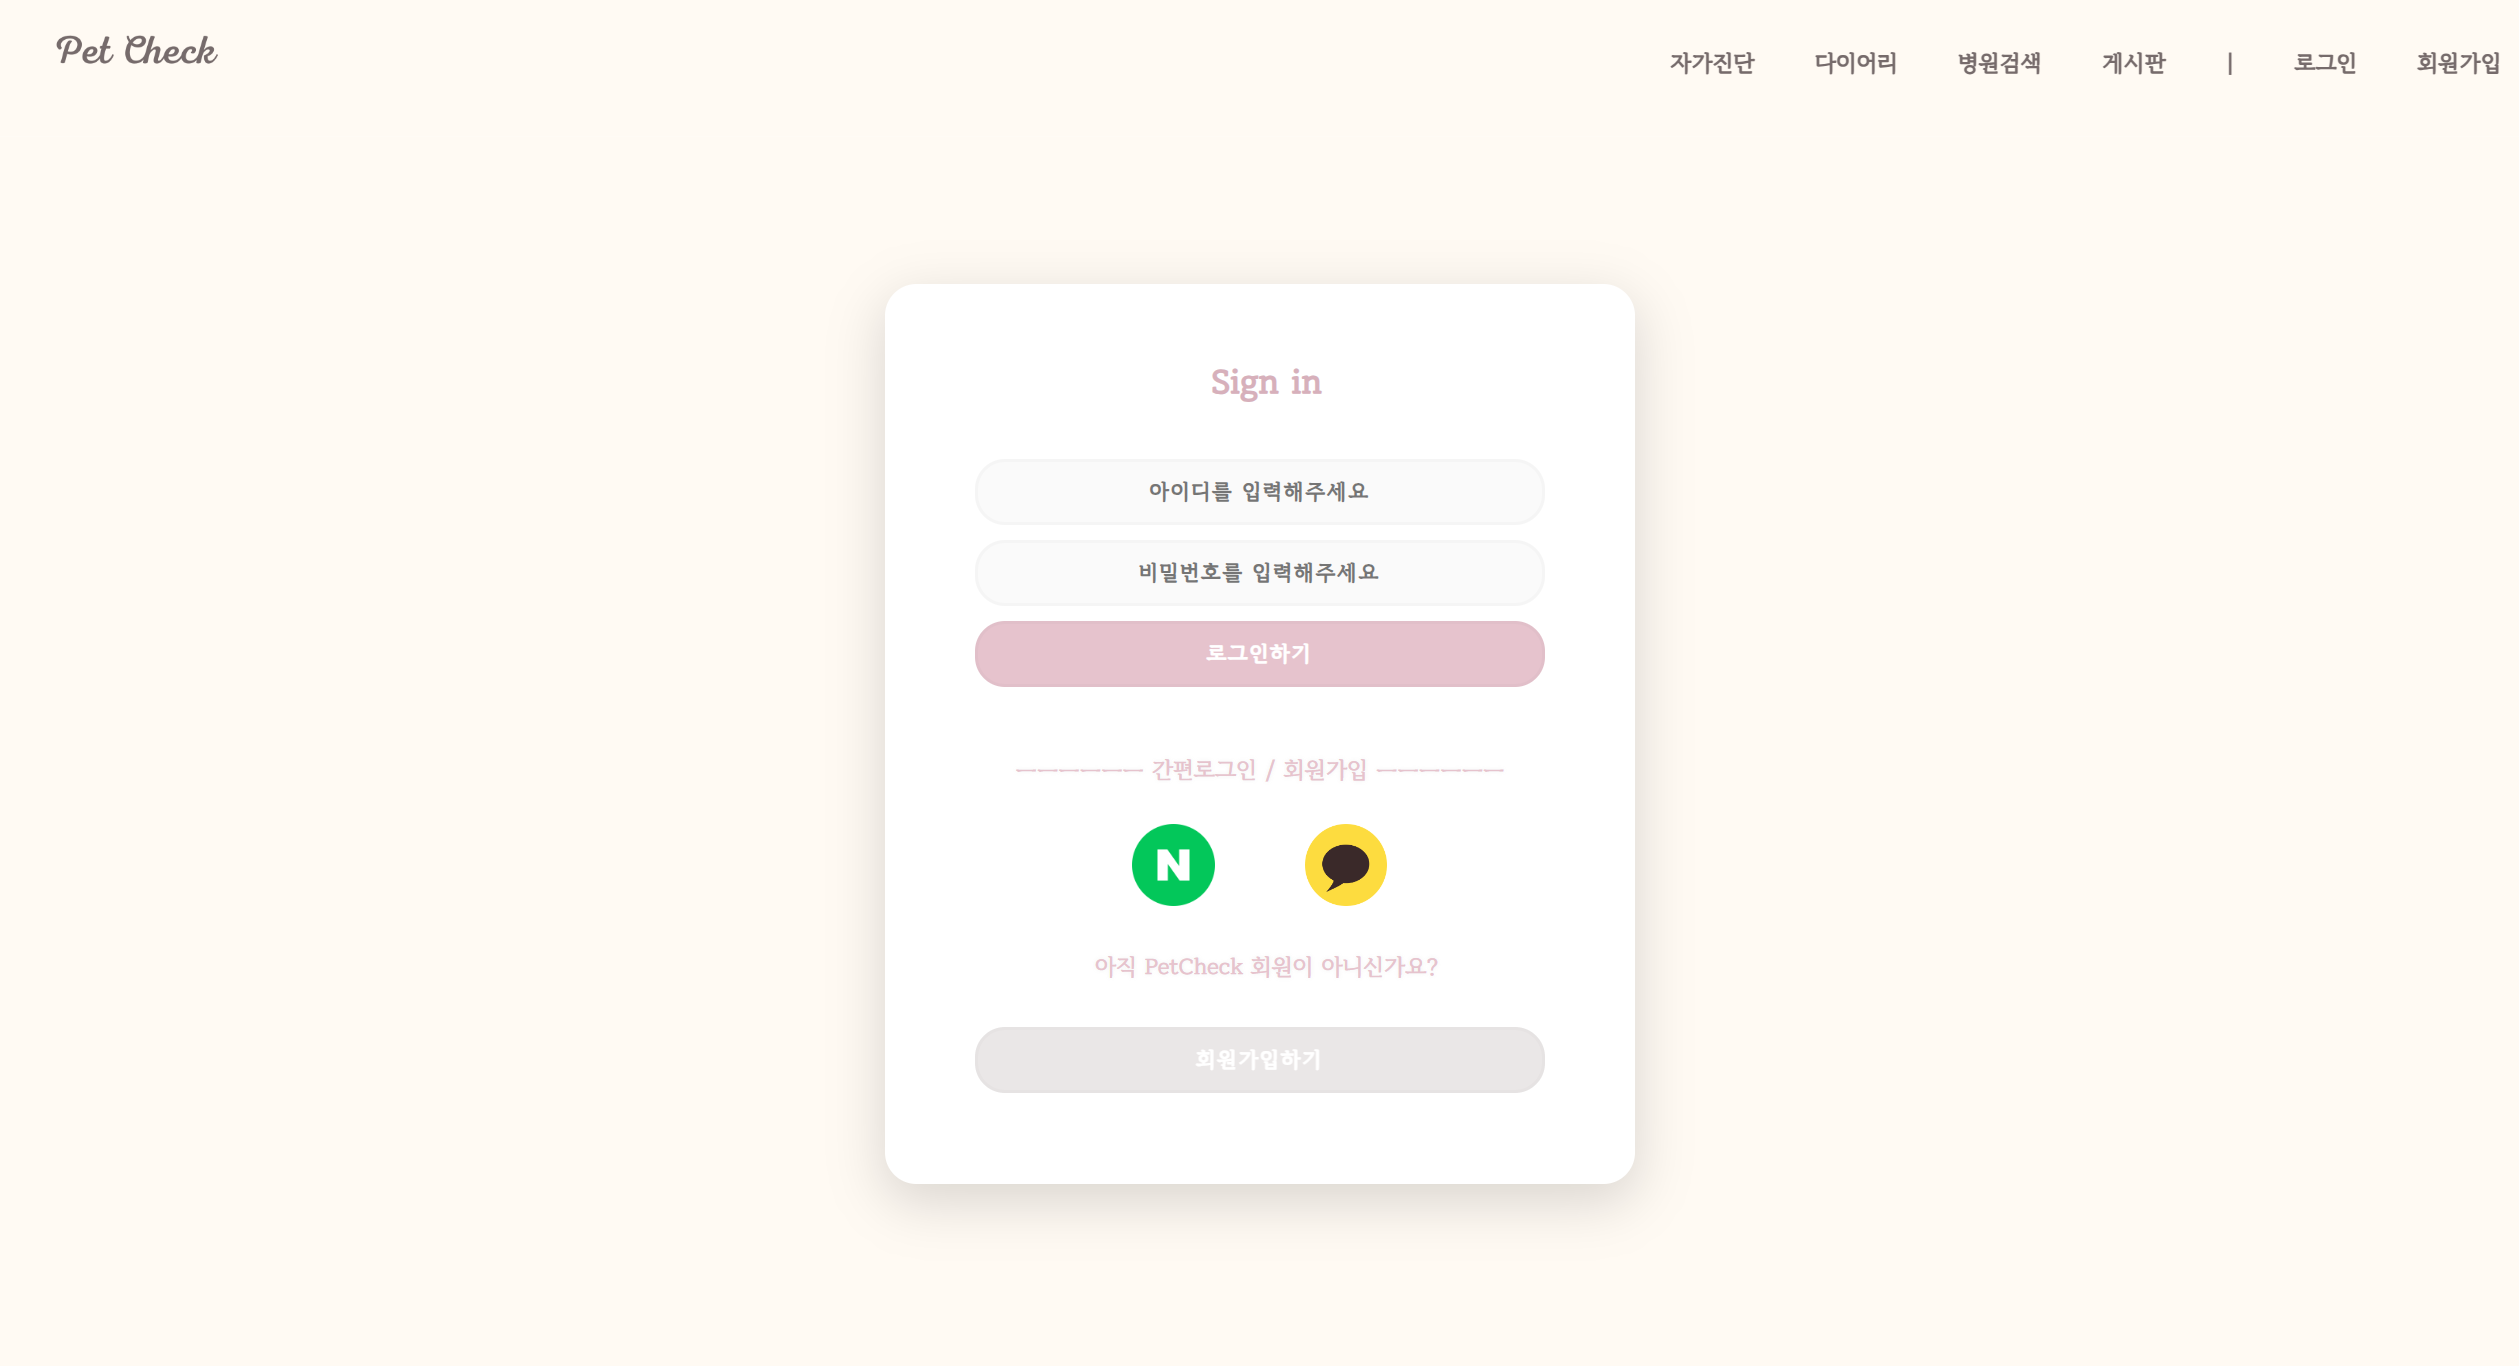 Pet Check
자가진단 다이어리 병원검색 게시판 | 로그인 회원가입
Sign in
아이디를 입력해주세요
비밀번호를 입력해주세요
로그인하기
—————— 간편로그인 / 회원가입 ——————
N
아직 PetCheck 회원이 아니신가요?
회원가입하기